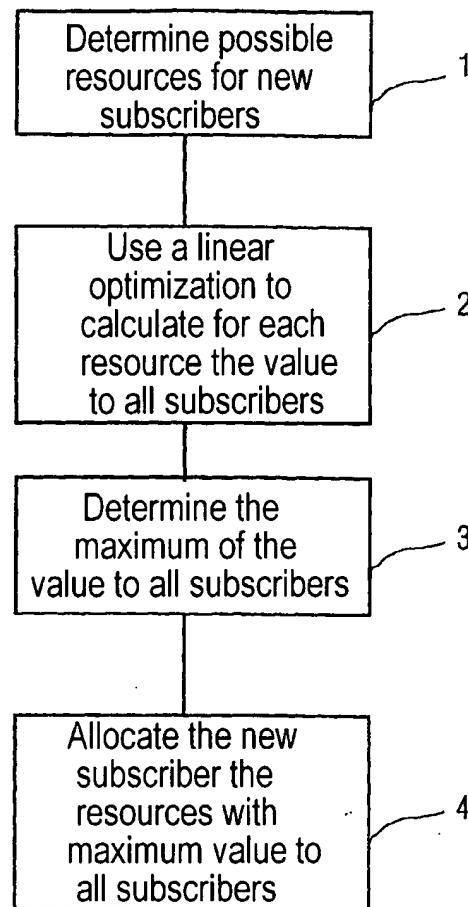 Determine possible
resources for new
subscribers
1
Use a linear
optimization to
calculate for each
resource the value
to all subscribers
2
Determine the
maximum of the
value to all subscribers
3
Allocate the new
subscriber the
resources with
maximum value to
all subscribers
4